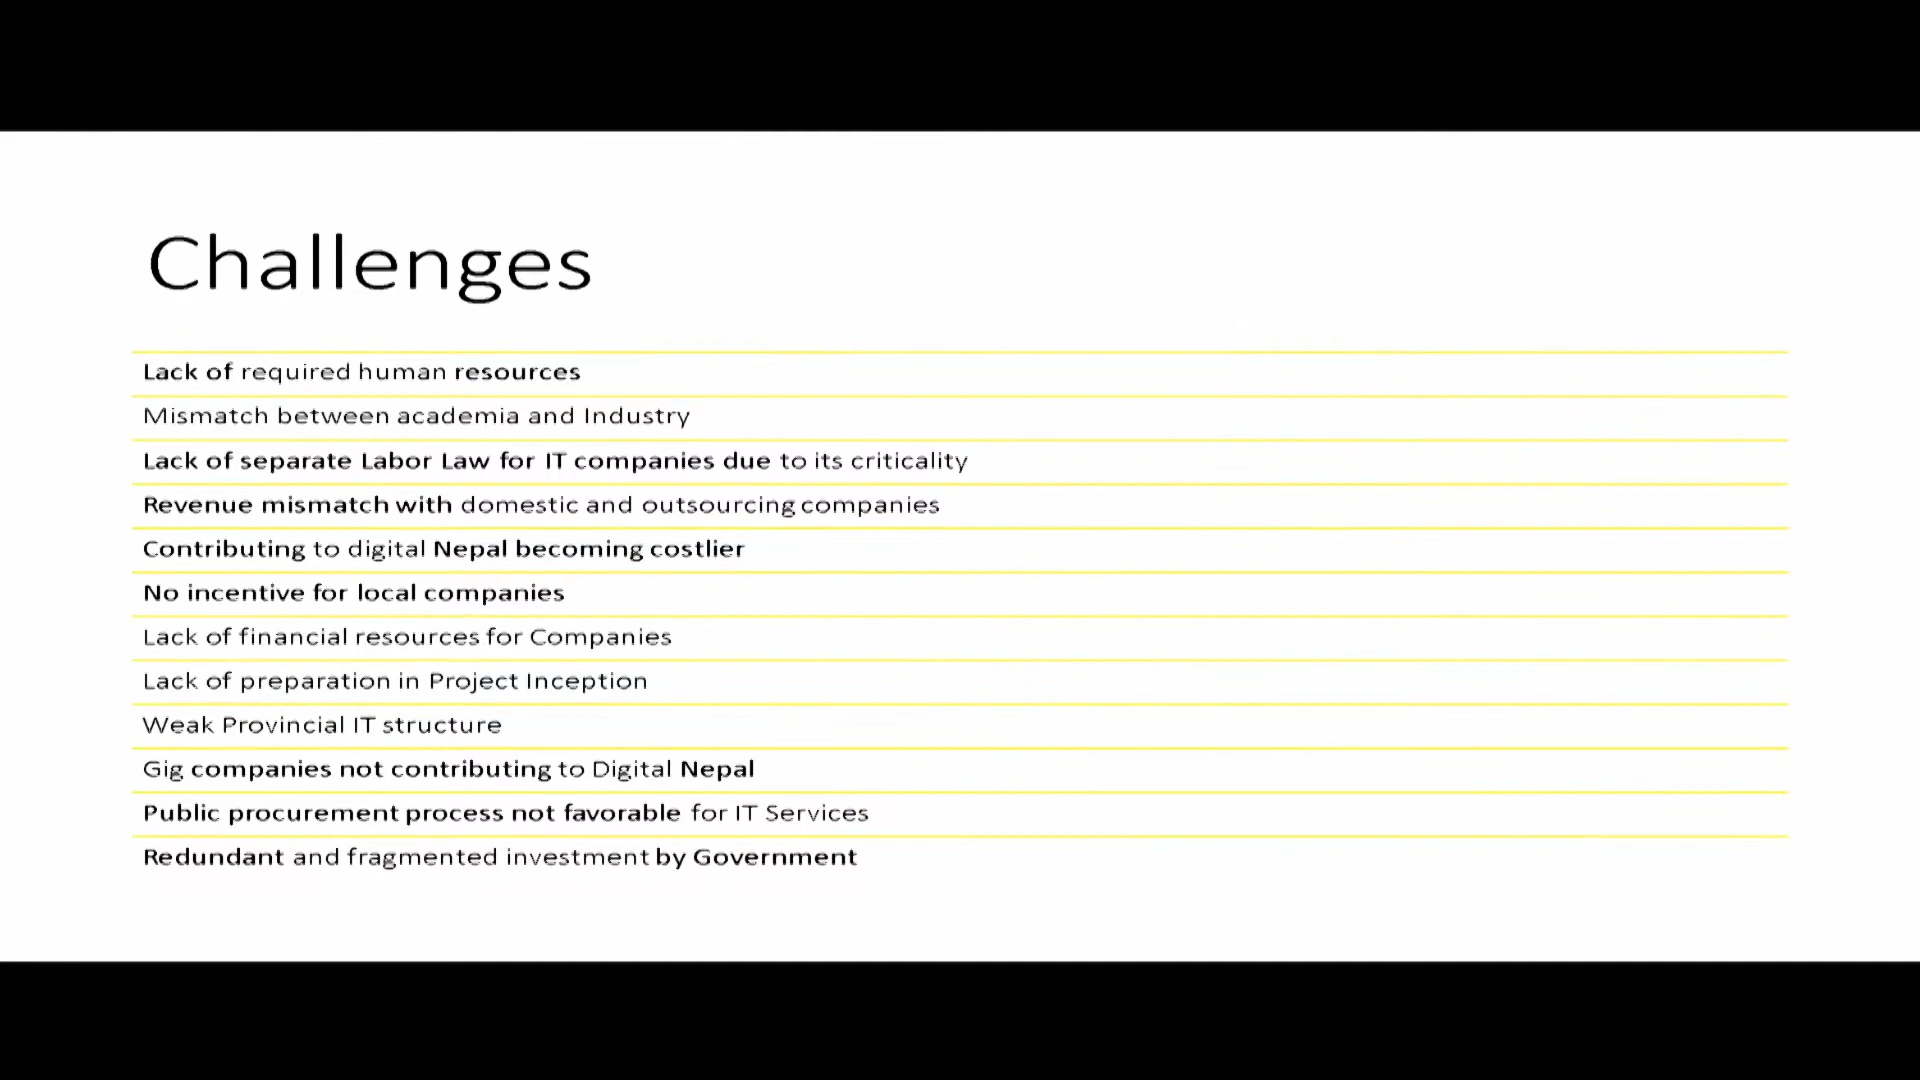 Challenges
Lack of required human resources
Mismatch between academia and Industry
Lack of separate Labor Law for IT companies due to its criticality
Revenue mismatch with domestic and outsourcing companies
Contributing to digital Nepal becoming costlier
No incentive for local companies
Lack of financial resources for Companies
Lack of preparation in Project Inception
Weak Provincial IT structure
Gig companies not contributing to Digital Nepal
Public procurement process not favorable for IT Services
Redundant and fragmented investment by Government